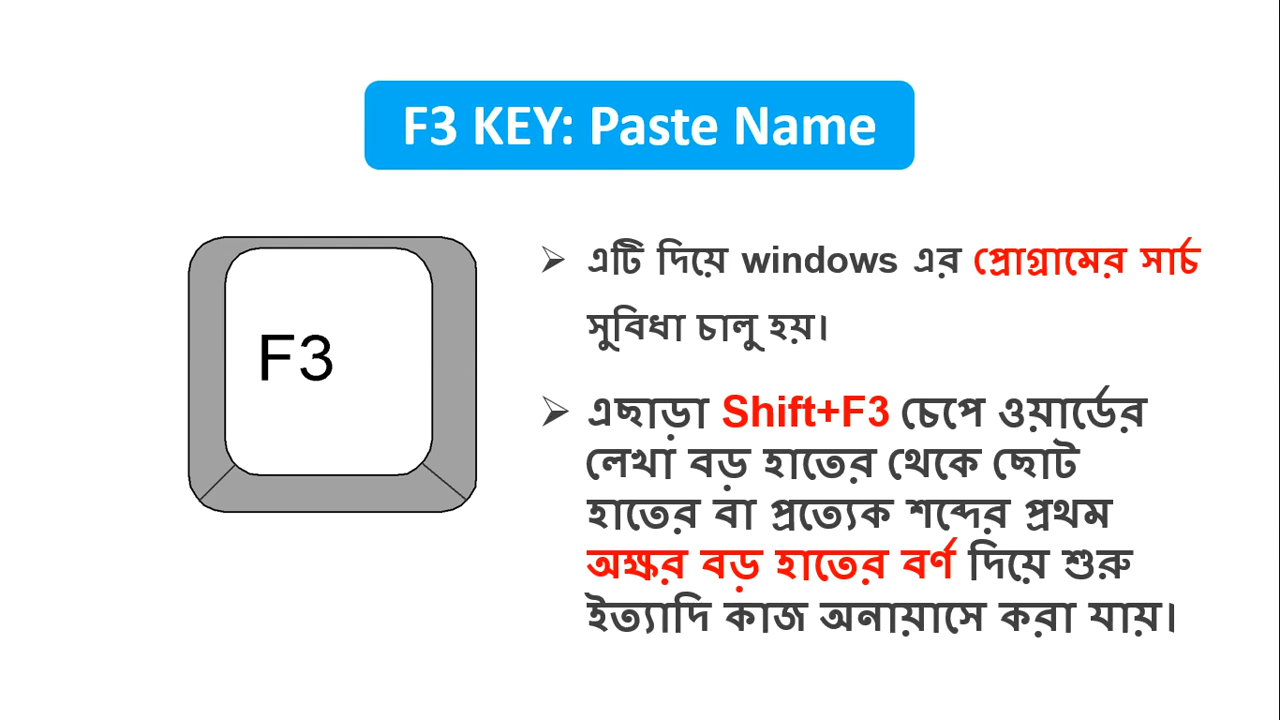 F3 KEY: Paste Name
F3
➢ এটি দিয়ে windows এর প্রোগ্রামের সার্চ
সুবিধা চালু হয়।
➢ এছাড়া Shift+F3 চেপে ওয়ার্ডের
লেখা বড় হাতের থেকে ছোট
হাতের বা প্রত্যেক শব্দের প্রথম
অক্ষর বড় হাতের বর্ণ দিয়ে শুরু
ইত্যাদি কাজ অনায়াসে করা যায়।